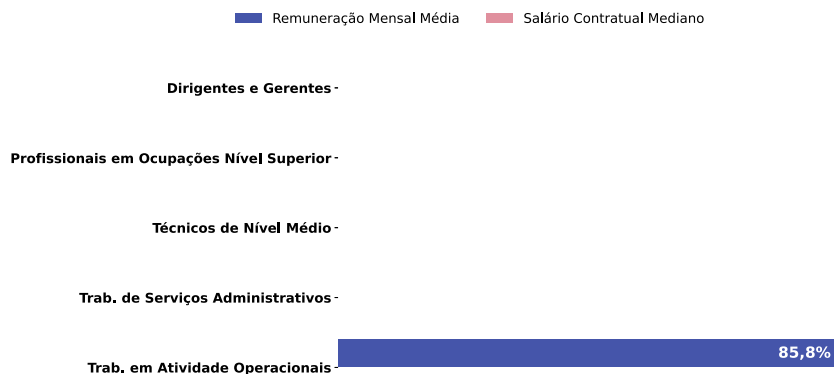 Remuneração Mensal Média Salário Contratual Mediano
Dirigentes e Gerentes
Profissionais em Ocupações Nível Superior
Técnicos de Nível Médio
Trab. de Serviços Administrativos
85,8%
Trab. em Atividade Operacionais